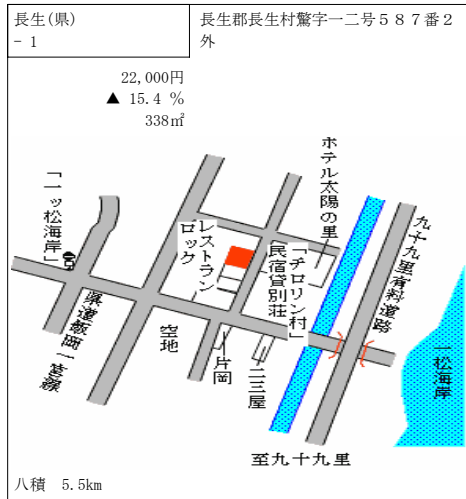 長生(県)
- 1
長生郡長生村驚字一二号５８７番２
外
22,000円
▲ 15.4 %
338㎡
ホテル太陽の里
「一ッ松海岸」
レストラン
ロック
「チロリン村」
民宿貸別荘
九十九里有料道路
県道飯岡一宮線
空地
片岡
二三屋
一松海岸
至九十九里
八積 5.5km